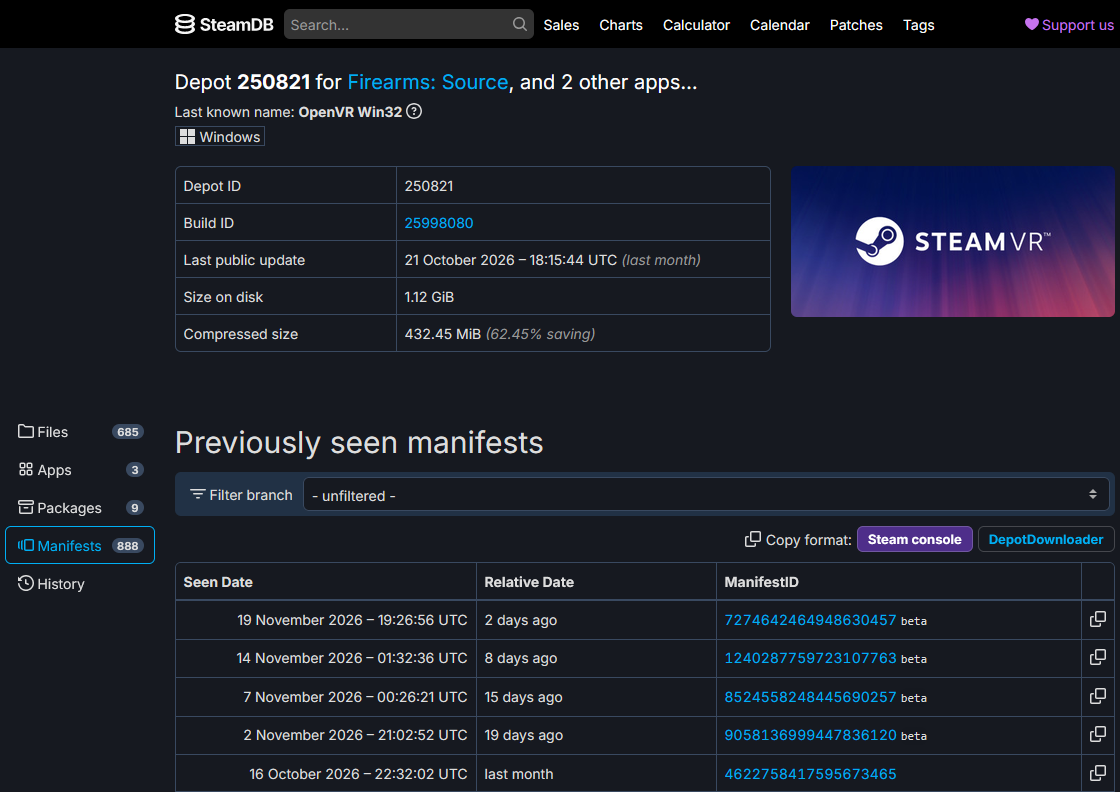 SteamDB Search... Sales Charts Calculator Calendar Patches Tags Support us
Depot 250821 for Firearms: Source, and 2 other apps...
Last known name: OpenVR Win32
Windows
Depot ID 250821
Build ID 25998080
Last public update 21 October 2026 – 18:15:44 UTC (last month)
Size on disk 1.12 GiB
Compressed size 432.45 MiB (62.45% saving)
STEAMVR™
Files 685
Apps 3
Packages 9
Manifests 888
History
Previously seen manifests
Filter branch - unfiltered -
Copy format: Steam console DepotDownloader
Seen Date Relative Date ManifestID
19 November 2026 – 19:26:56 UTC 2 days ago 7274642464948630457 beta
14 November 2026 – 01:32:36 UTC 8 days ago 1240287759723107763 beta
7 November 2026 – 00:26:21 UTC 15 days ago 8524558248445690257 beta
2 November 2026 – 21:02:52 UTC 19 days ago 9058136999447836120 beta
16 October 2026 – 22:32:02 UTC last month 4622758417595673465